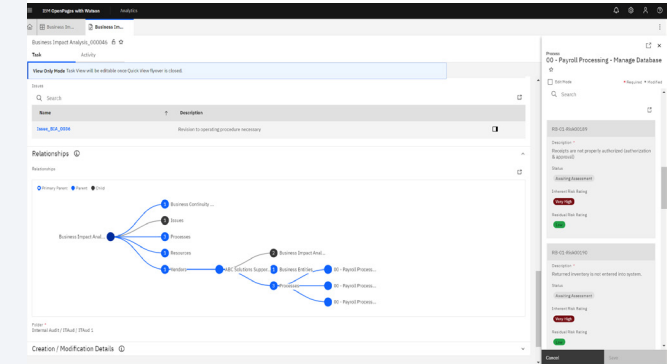 IBM OpenPages with Watson Analytics
Business Im... Business Im...
Business Impact Analysis_000046
Task Activity
View Only Mode Task View will be editable once Quick View flyover is closed.
Issues
Search
Name Description
Issue_BCA_0006 Revision to operating procedure necessary
Relationships
Relationships
Primary Parent Parent Child
Business Impact Anal...
Business Continuity ...
Issues
Processes
Resources
Vendors
ABC Solutions Suppor...
Business Impact Anal...
Business Entities
Processes
00 - Payroll Process...
00 - Payroll Process...
00 - Payroll Process...
Folder *
Internal Audit / ITAud / ITAud 1
Creation / Modification Details
Process
00 - Payroll Processing - Manage Database
Edit Mode Required Modified
Search
Description *
Receipts are not properly authorized (authorization & approval)
Status
Awaiting Assessment
Inherent Risk Rating
Very High
Residual Risk Rating
Low
Description *
Returned inventory is not entered into system.
Status
Awaiting Assessment
Inherent Risk Rating
Very High
Residual Risk Rating
Low
Cancel Save